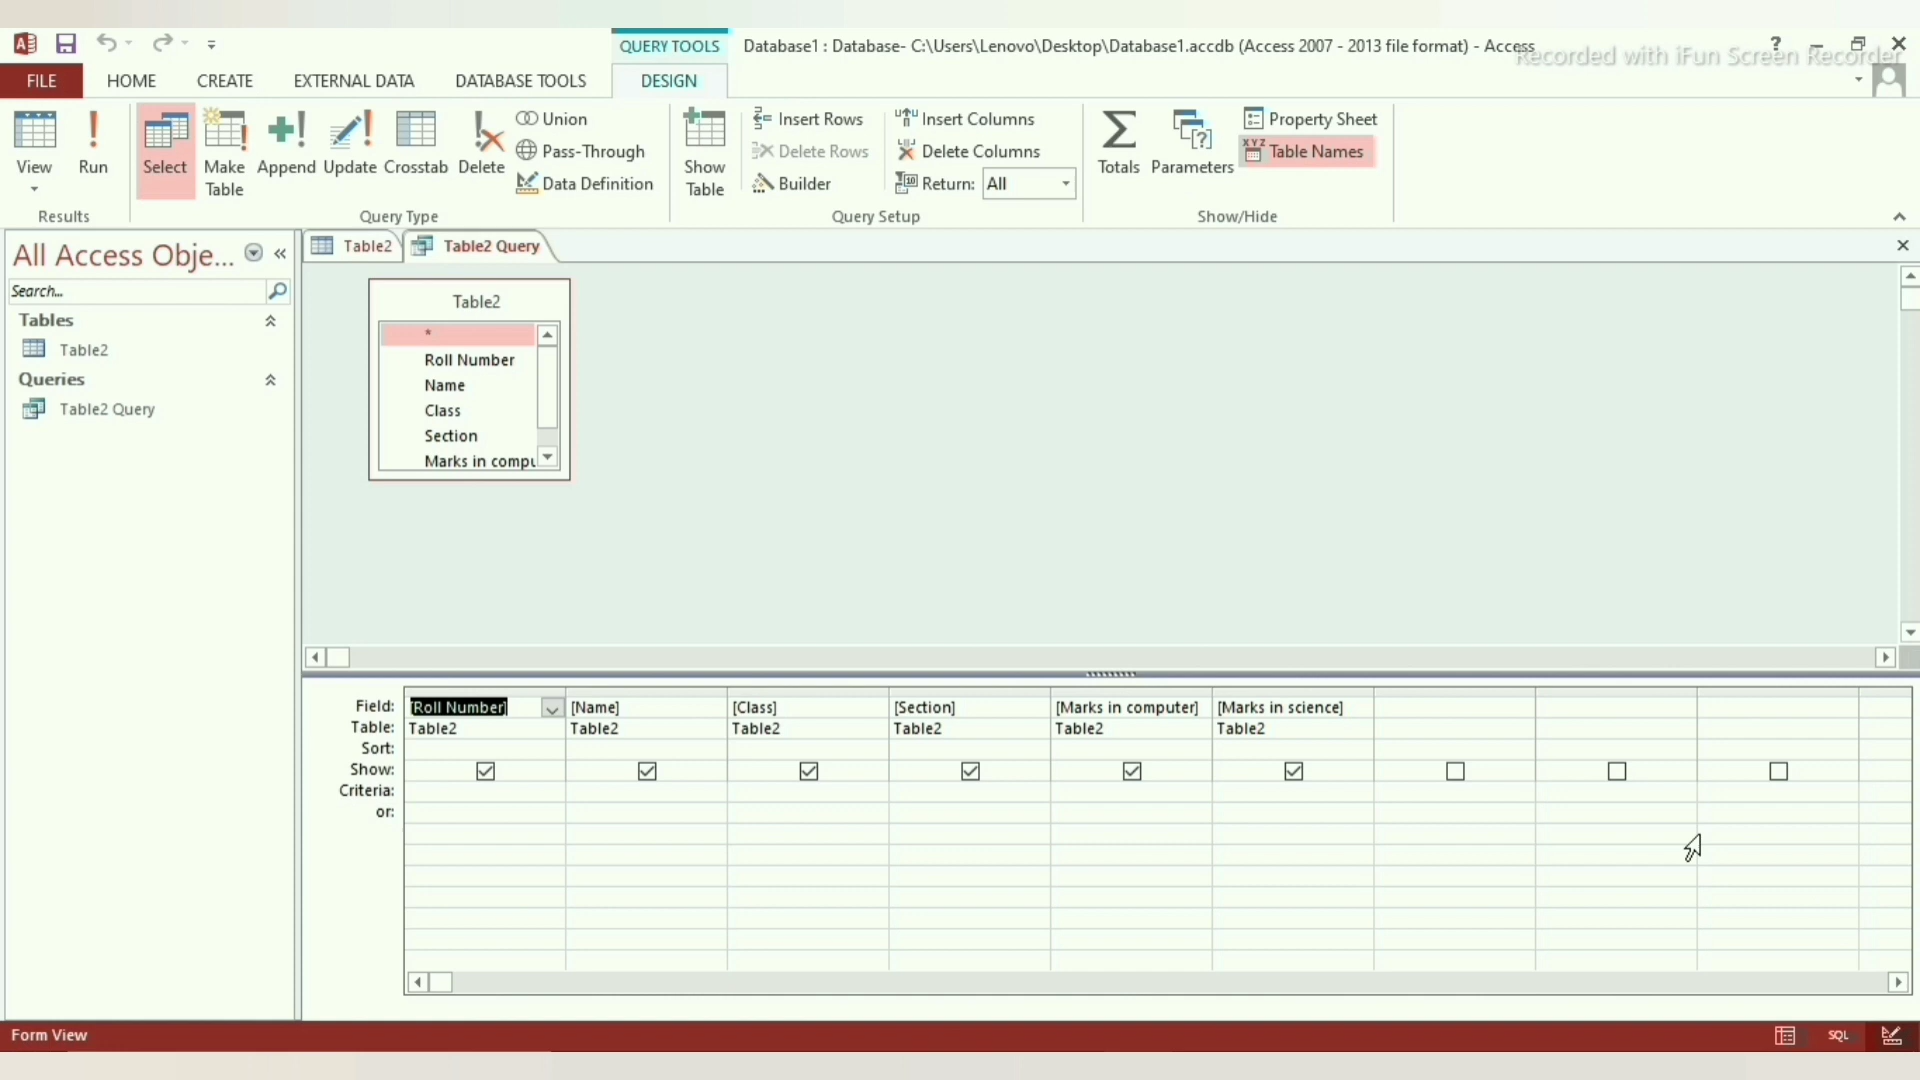 QUERY TOOLS
Database1 : Database- C:\Users\Lenovo\Desktop\Database1.accdb (Access 2007 - 2013 file format) - Access
?
Recorded with iFun Screen Recorder
FILE
HOME
CREATE
EXTERNAL DATA
DATABASE TOOLS
DESIGN
View
Run
Select
Make
Table
Append
Update
Crosstab
Delete
Union
Pass-Through
Data Definition
Show
Table
Insert Rows
Delete Rows
Builder
Insert Columns
Delete Columns
Return: All
Totals
Parameters
Property Sheet
XYZ Table Names
Results
Query Type
Query Setup
Show/Hide
All Access Obje...
Search...
Tables
Table2
Queries
Table2 Query
Table2
Table2 Query
Table2
*
Roll Number
Name
Class
Section
Marks in compu
Field: [Roll Number] [Name] [Class] [Section] [Marks in computer] [Marks in science]
Table: Table2 Table2 Table2 Table2 Table2 Table2
Sort:
Show:
Criteria:
or:
Form View
SQL